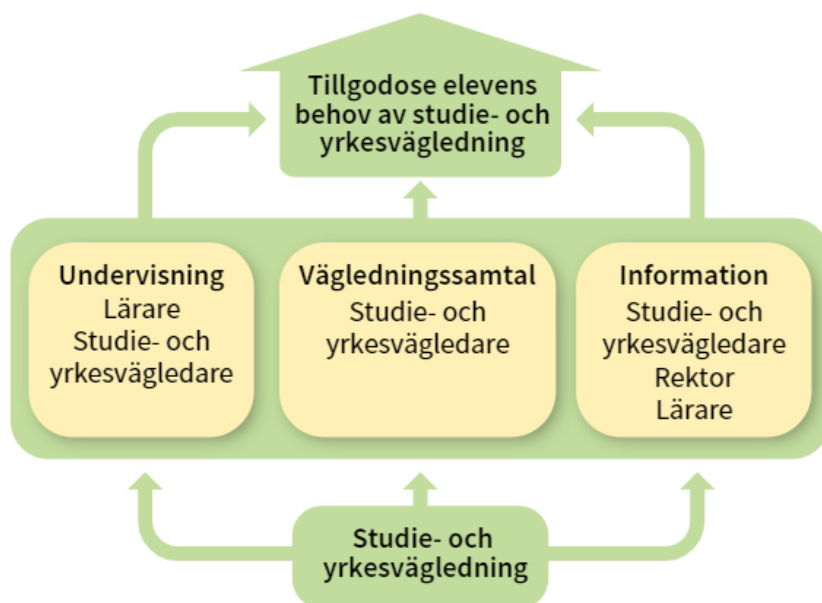 Tillgodose elevens
behov av studie- och
yrkesvägledning
Undervisning
Lärare
Studie- och
yrkesvägledare
Vägledningssamtal
Studie- och
yrkesvägledare
Information
Studie- och
yrkesvägledare
Rektor
Lärare
Studie- och
yrkesvägledning